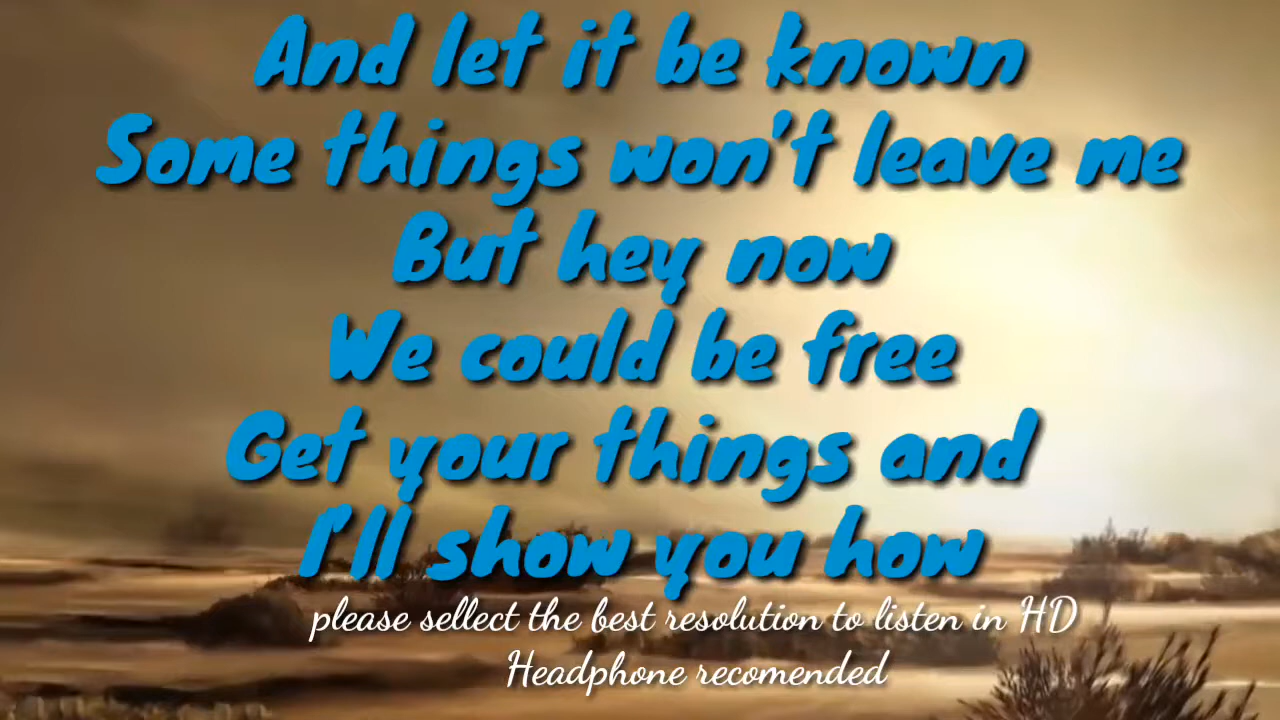 And let it be known
Some things won't leave me
But hey now
We could be free
Get your things and
I'll show you how
please sellect the best resolution to listen in HD
Headphone recomended